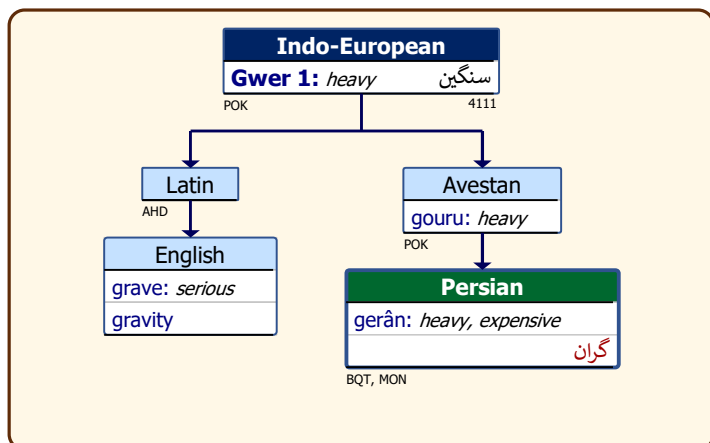 Indo-European
Gwer 1: heavy سنگین
POK 4111
Latin
AHD
Avestan
gouru: heavy
POK
English
grave: serious
gravity
Persian
gerân: heavy, expensive
گران
BQT, MON